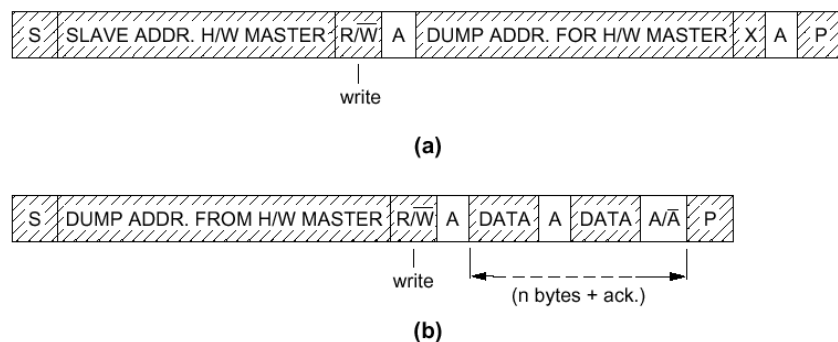 S SLAVE ADDR. H/W MASTER R/W̅ A DUMP ADDR. FOR H/W MASTER X A P
write
(a)
S DUMP ADDR. FROM H/W MASTER R/W̅ A DATA A DATA A/A̅ P
write
(n bytes + ack.)
(b)